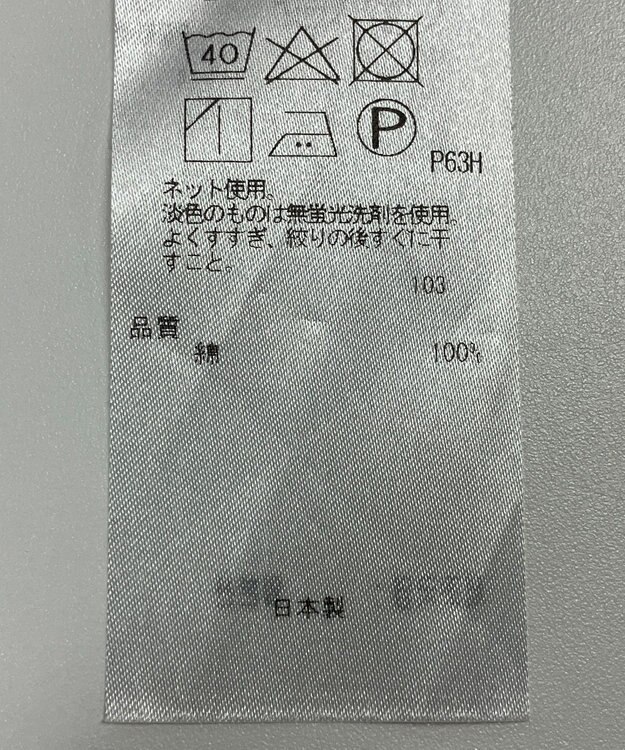 40
P
P63H
ネット使用。
淡色のものは無蛍光洗剤を使用。
よくすすぎ、絞りの後すぐに干
すこと。
103
品質
綿 100%
日本製